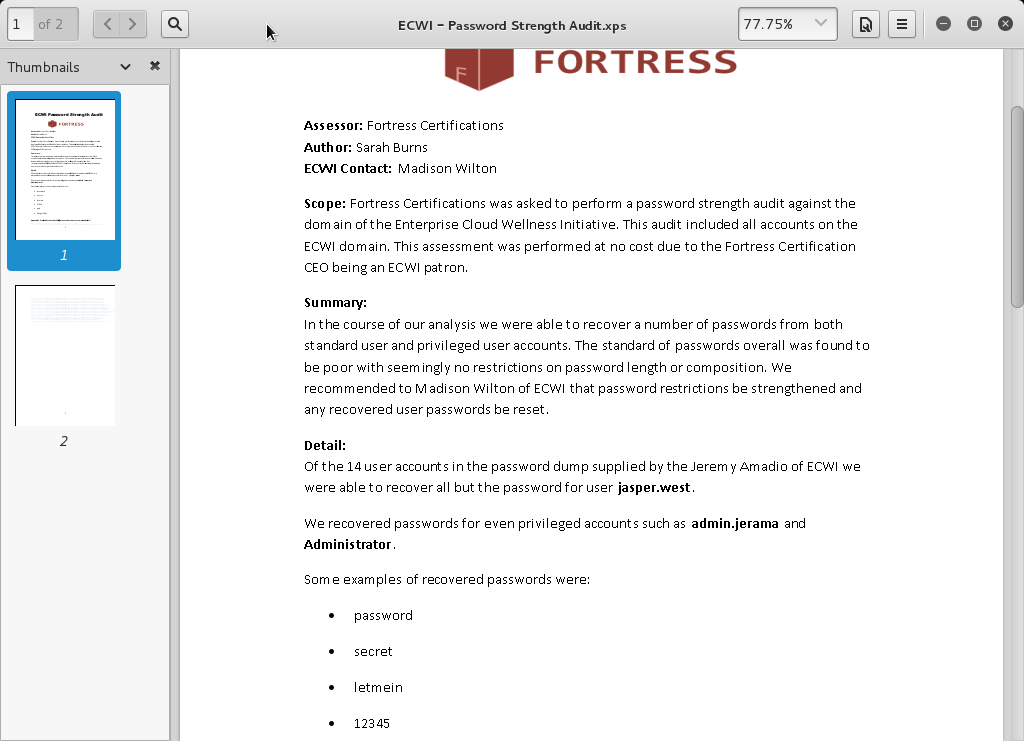 1 of 2
ECWI – Password Strength Audit.xps
77.75%
Thumbnails
FORTRESS
F
Assessor: Fortress Certifications
Author: Sarah Burns
ECWI Contact: Madison Wilton
Scope: Fortress Certifications was asked to perform a password strength audit against the
domain of the Enterprise Cloud Wellness Initiative. This audit included all accounts on the
ECWI domain. This assessment was performed at no cost due to the Fortress Certification
CEO being an ECWI patron.
Summary:
In the course of our analysis we were able to recover a number of passwords from both
standard user and privileged user accounts. The standard of passwords overall was found to
be poor with seemingly no restrictions on password length or composition. We
recommended to Madison Wilton of ECWI that password restrictions be strengthened and
any recovered user passwords be reset.
Detail:
Of the 14 user accounts in the password dump supplied by the Jeremy Amadio of ECWI we
were able to recover all but the password for user jasper.west.
We recovered passwords for even privileged accounts such as admin.jerama and
Administrator.
Some examples of recovered passwords were:
• password
• secret
• letmein
• 12345
ECWI Password Strength Audit
FORTRESS
1
2